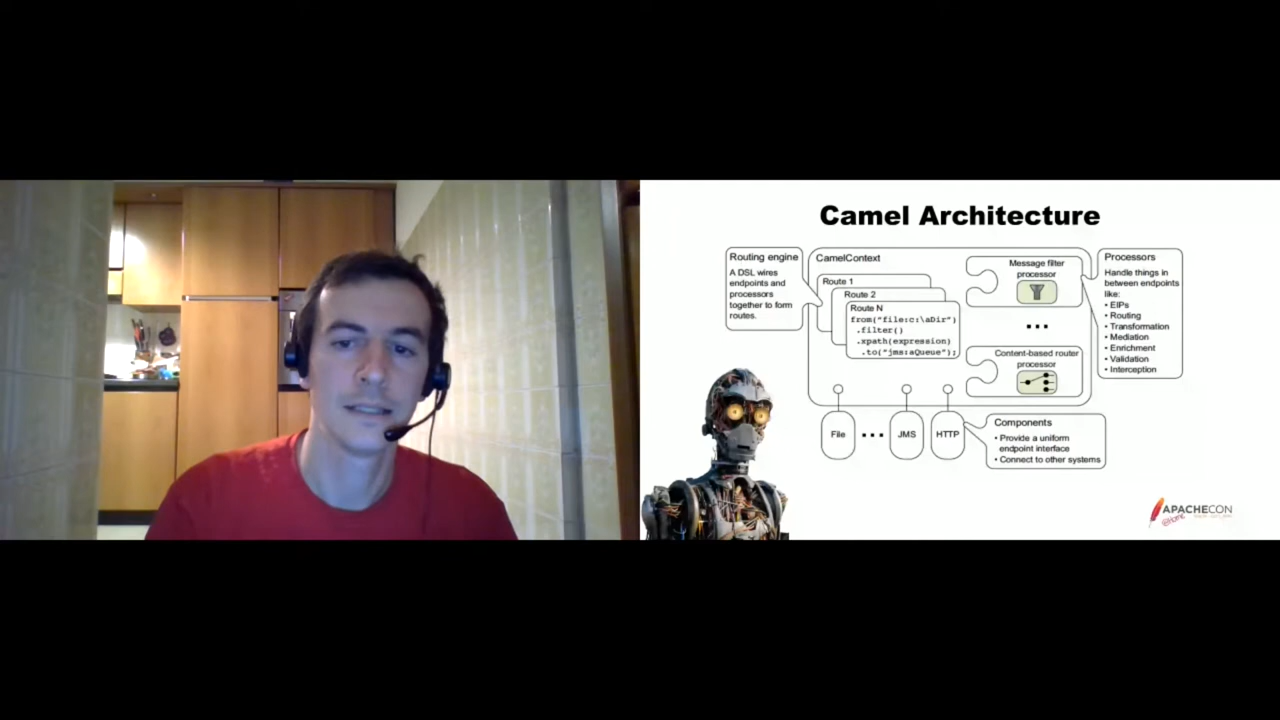 Camel Architecture
Routing engine
A DSL wires
endpoints and
processors
together to form
routes.
CamelContext
Route 1
Route 2
Route N
from("file:c:\aDir")
.filter()
.xpath(expression)
.to("jms:aQueue");
Message filter
processor
...
Content-based router
processor
Processors
Handle things in
between endpoints
like:
• EIPs
• Routing
• Transformation
• Mediation
• Enrichment
• Validation
• Interception
File
...
JMS
HTTP
Components
• Provide a uniform
endpoint interface
• Connect to other systems
APACHECON
@Home